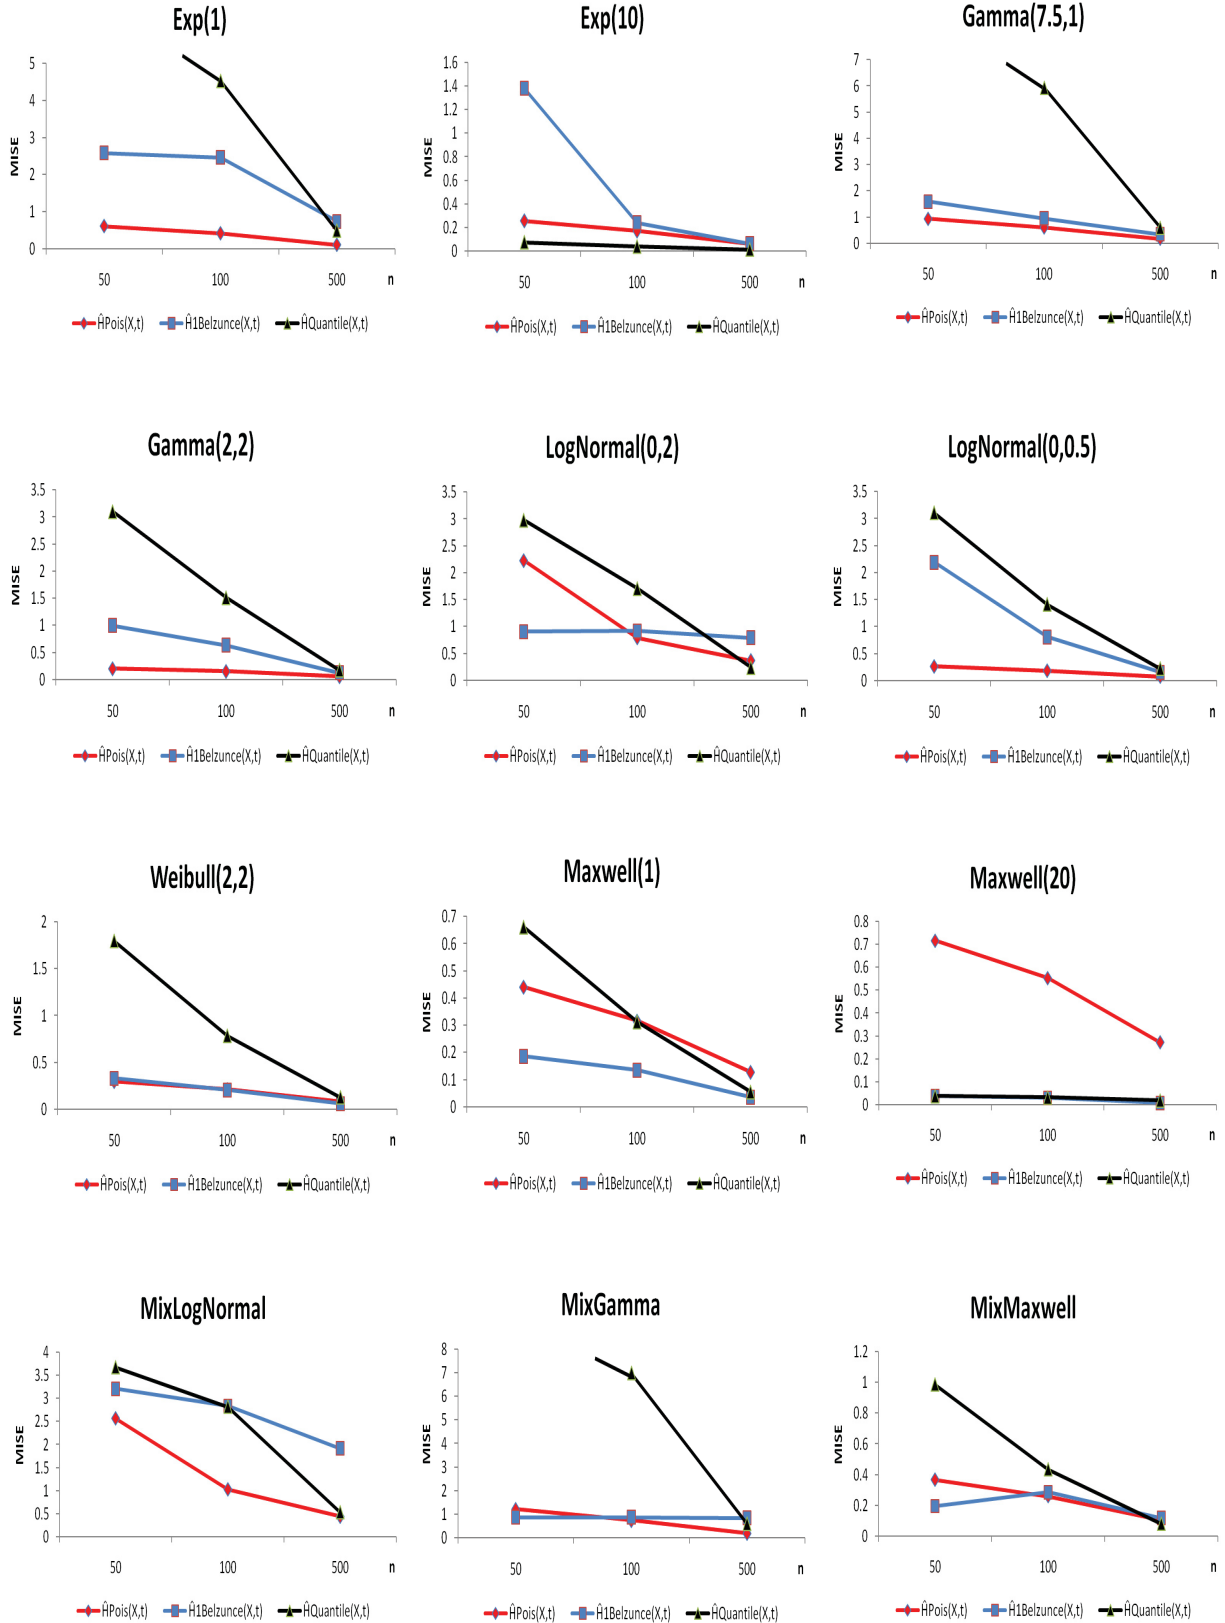 Exp(1)
5
4
3
2
1
0
MISE
50 100 500 n
ĤPois(X,t) Ĥ1Belzunce(X,t) ĤQuantile(X,t)
Exp(10)
1.6
1.4
1.2
1
0.8
0.6
0.4
0.2
0
MISE
50 100 500 n
ĤPois(X,t) Ĥ1Belzunce(X,t) ĤQuantile(X,t)
Gamma(7.5,1)
7
6
5
4
3
2
1
0
MISE
50 100 500 n
ĤPois(X,t) Ĥ1Belzunce(X,t) ĤQuantile(X,t)
Gamma(2,2)
3.5
3
2.5
2
1.5
1
0.5
0
MISE
50 100 500 n
ĤPois(X,t) Ĥ1Belzunce(X,t) ĤQuantile(X,t)
LogNormal(0,2)
3.5
3
2.5
2
1.5
1
0.5
0
MISE
50 100 500 n
ĤPois(X,t) Ĥ1Belzunce(X,t) ĤQuantile(X,t)
LogNormal(0,0.5)
3.5
3
2.5
2
1.5
1
0.5
0
MISE
50 100 500 n
ĤPois(X,t) Ĥ1Belzunce(X,t) ĤQuantile(X,t)
Weibull(2,2)
2
1.5
1
0.5
0
MISE
50 100 500 n
ĤPois(X,t) Ĥ1Belzunce(X,t) ĤQuantile(X,t)
Maxwell(1)
0.7
0.6
0.5
0.4
0.3
0.2
0.1
0
MISE
50 100 500 n
ĤPois(X,t) Ĥ1Belzunce(X,t) ĤQuantile(X,t)
Maxwell(20)
0.8
0.7
0.6
0.5
0.4
0.3
0.2
0.1
0
MISE
50 100 500 n
ĤPois(X,t) Ĥ1Belzunce(X,t) ĤQuantile(X,t)
MixLogNormal
4
3.5
3
2.5
2
1.5
1
0.5
0
MISE
50 100 500 n
ĤPois(X,t) Ĥ1Belzunce(X,t) ĤQuantile(X,t)
MixGamma
8
7
6
5
4
3
2
1
0
MISE
50 100 500 n
ĤPois(X,t) Ĥ1Belzunce(X,t) ĤQuantile(X,t)
MixMaxwell
1.2
1
0.8
0.6
0.4
0.2
0
MISE
50 100 500 n
ĤPois(X,t) Ĥ1Belzunce(X,t) ĤQuantile(X,t)